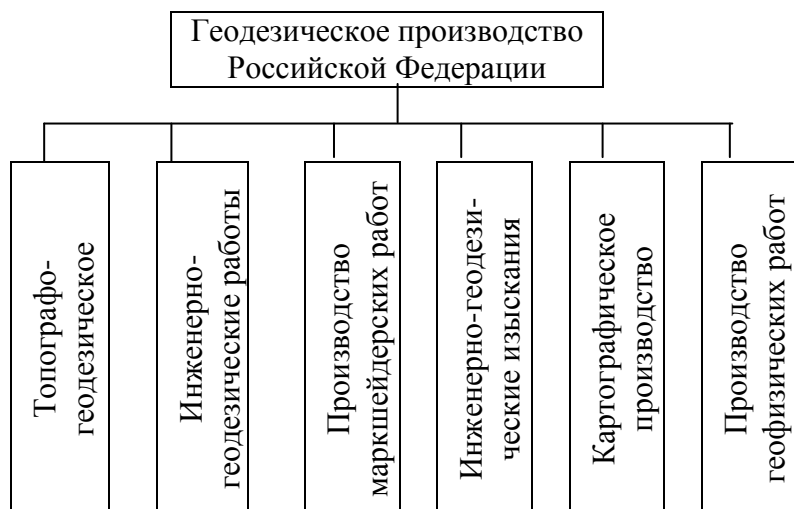 Геодезическое производство
Российской Федерации
Топографо-
геодезическое
Инженерно-
геодезические работы
Производство
маркшейдерских работ
Инженерно-геодези-
ческие изыскания
Картографическое
производство
Производство
геофизических работ